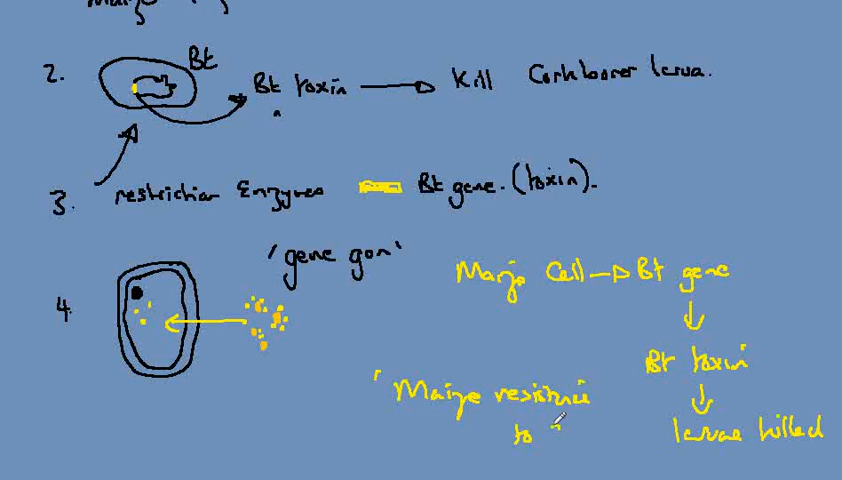 2.
Bt
Bt toxin → Kill Cornborer larva.
3. restriction Enzymes Bt gene. (toxin).
'gene gun'
4.
Maize Cell → Bt gene
↓
Bt toxin
↓
larvae killed
' Maize resistance
to